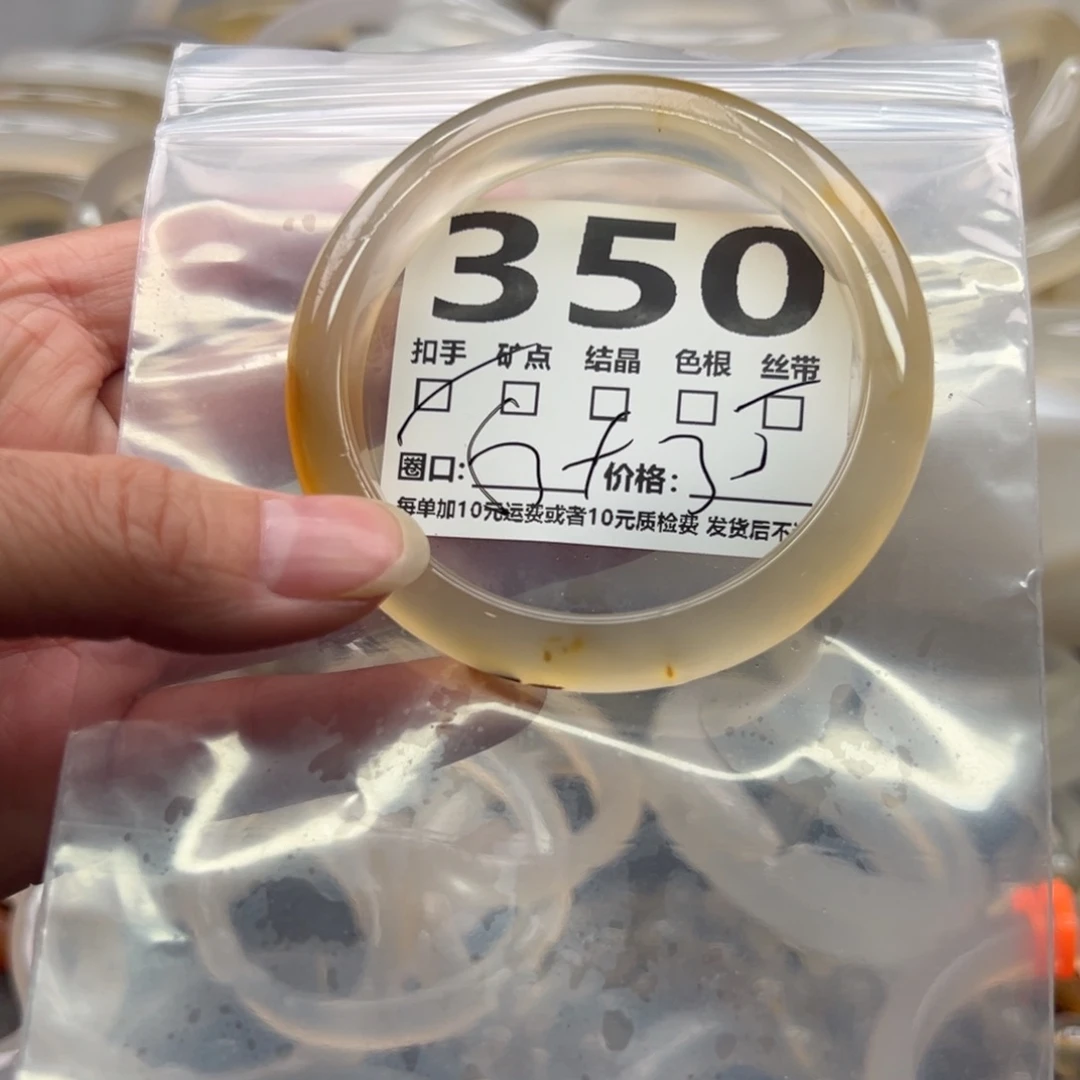 350
扣手 矿点 结晶 色根 丝带
圈口: 价格:
每单加10元运费或者10元质检费 发货后不